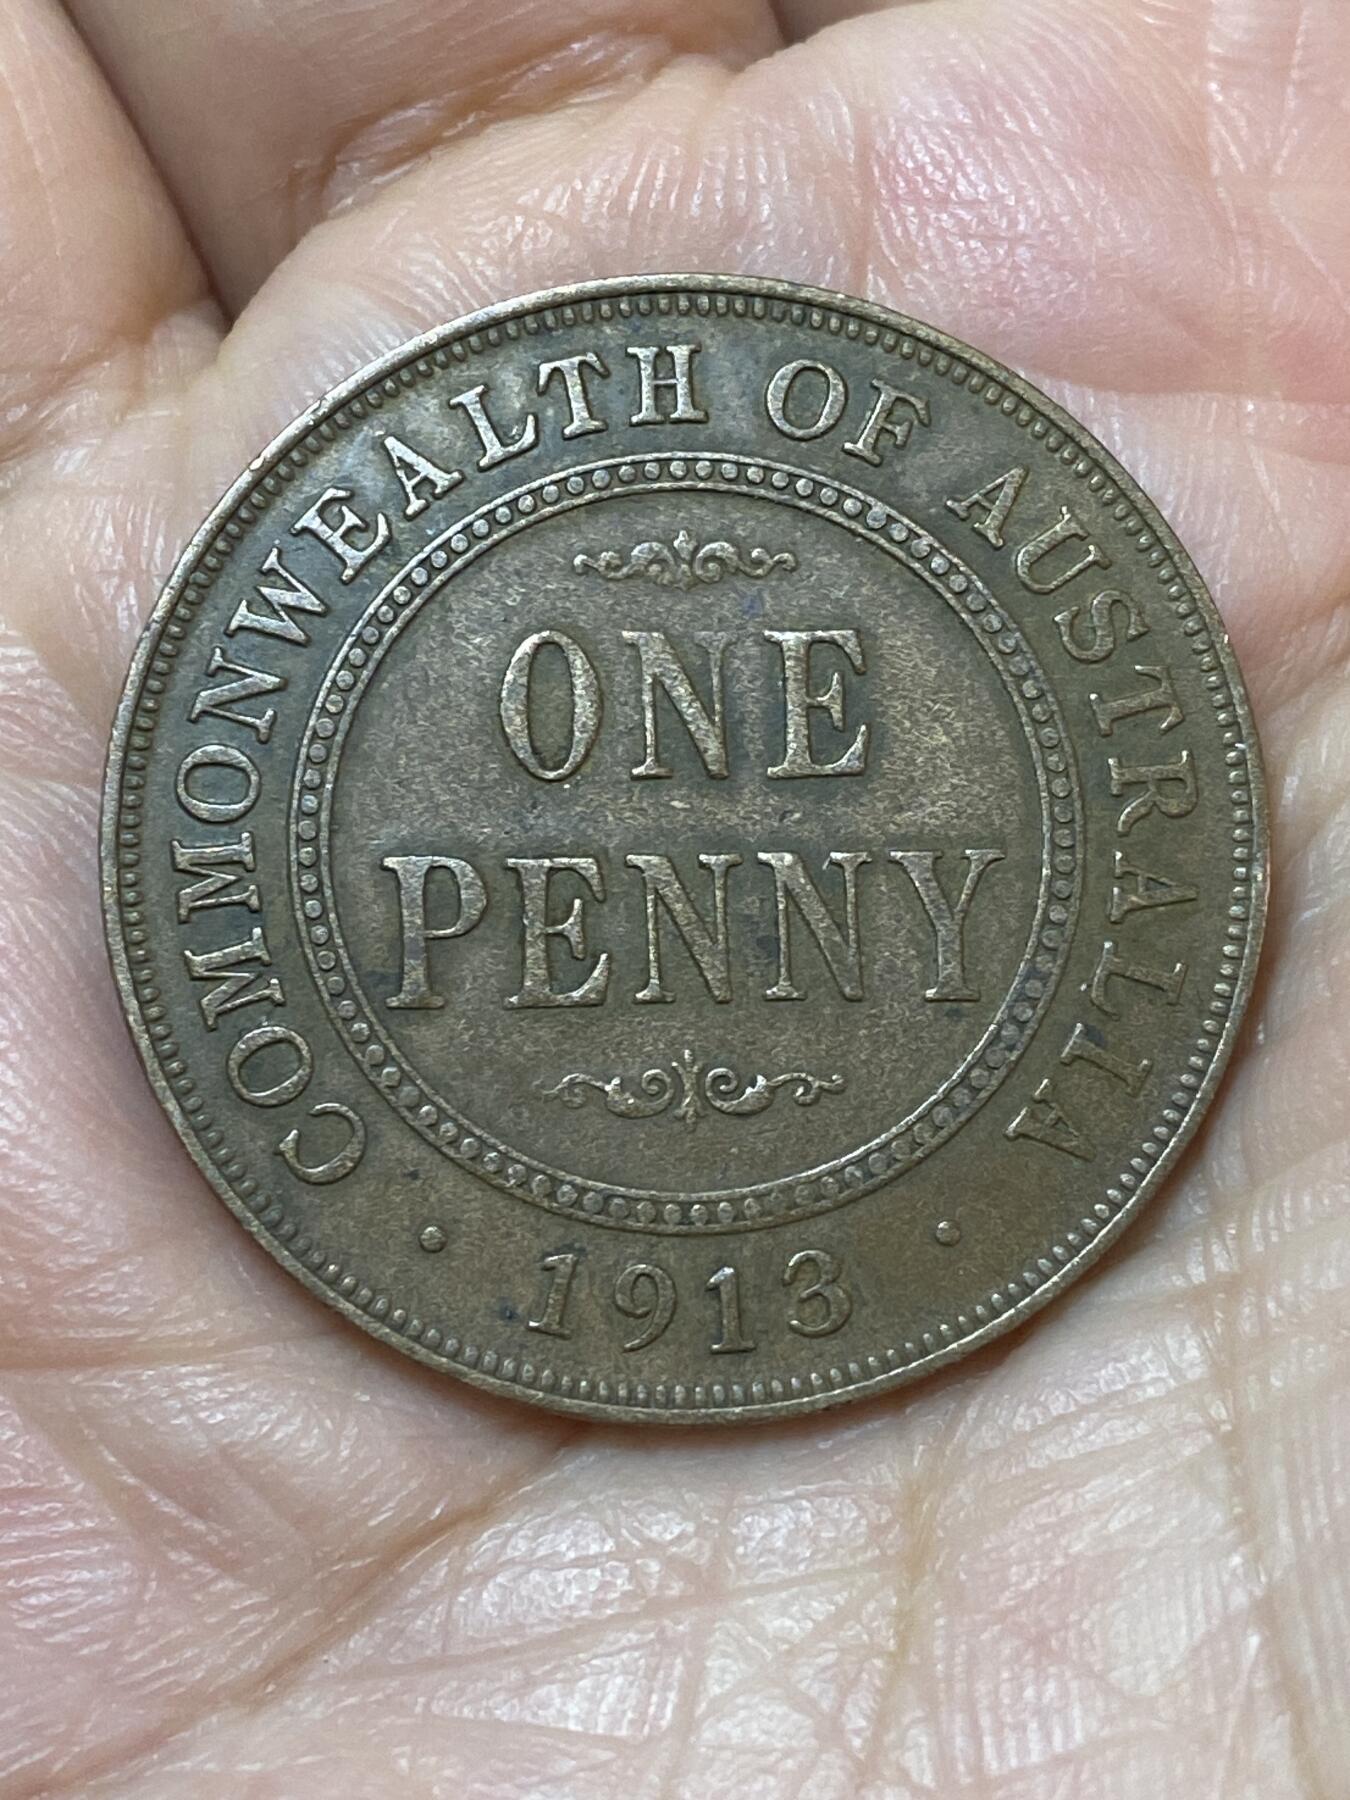 COMMONWEALTH OF AUSTRALIA
ONE
PENNY
· 1913 ·